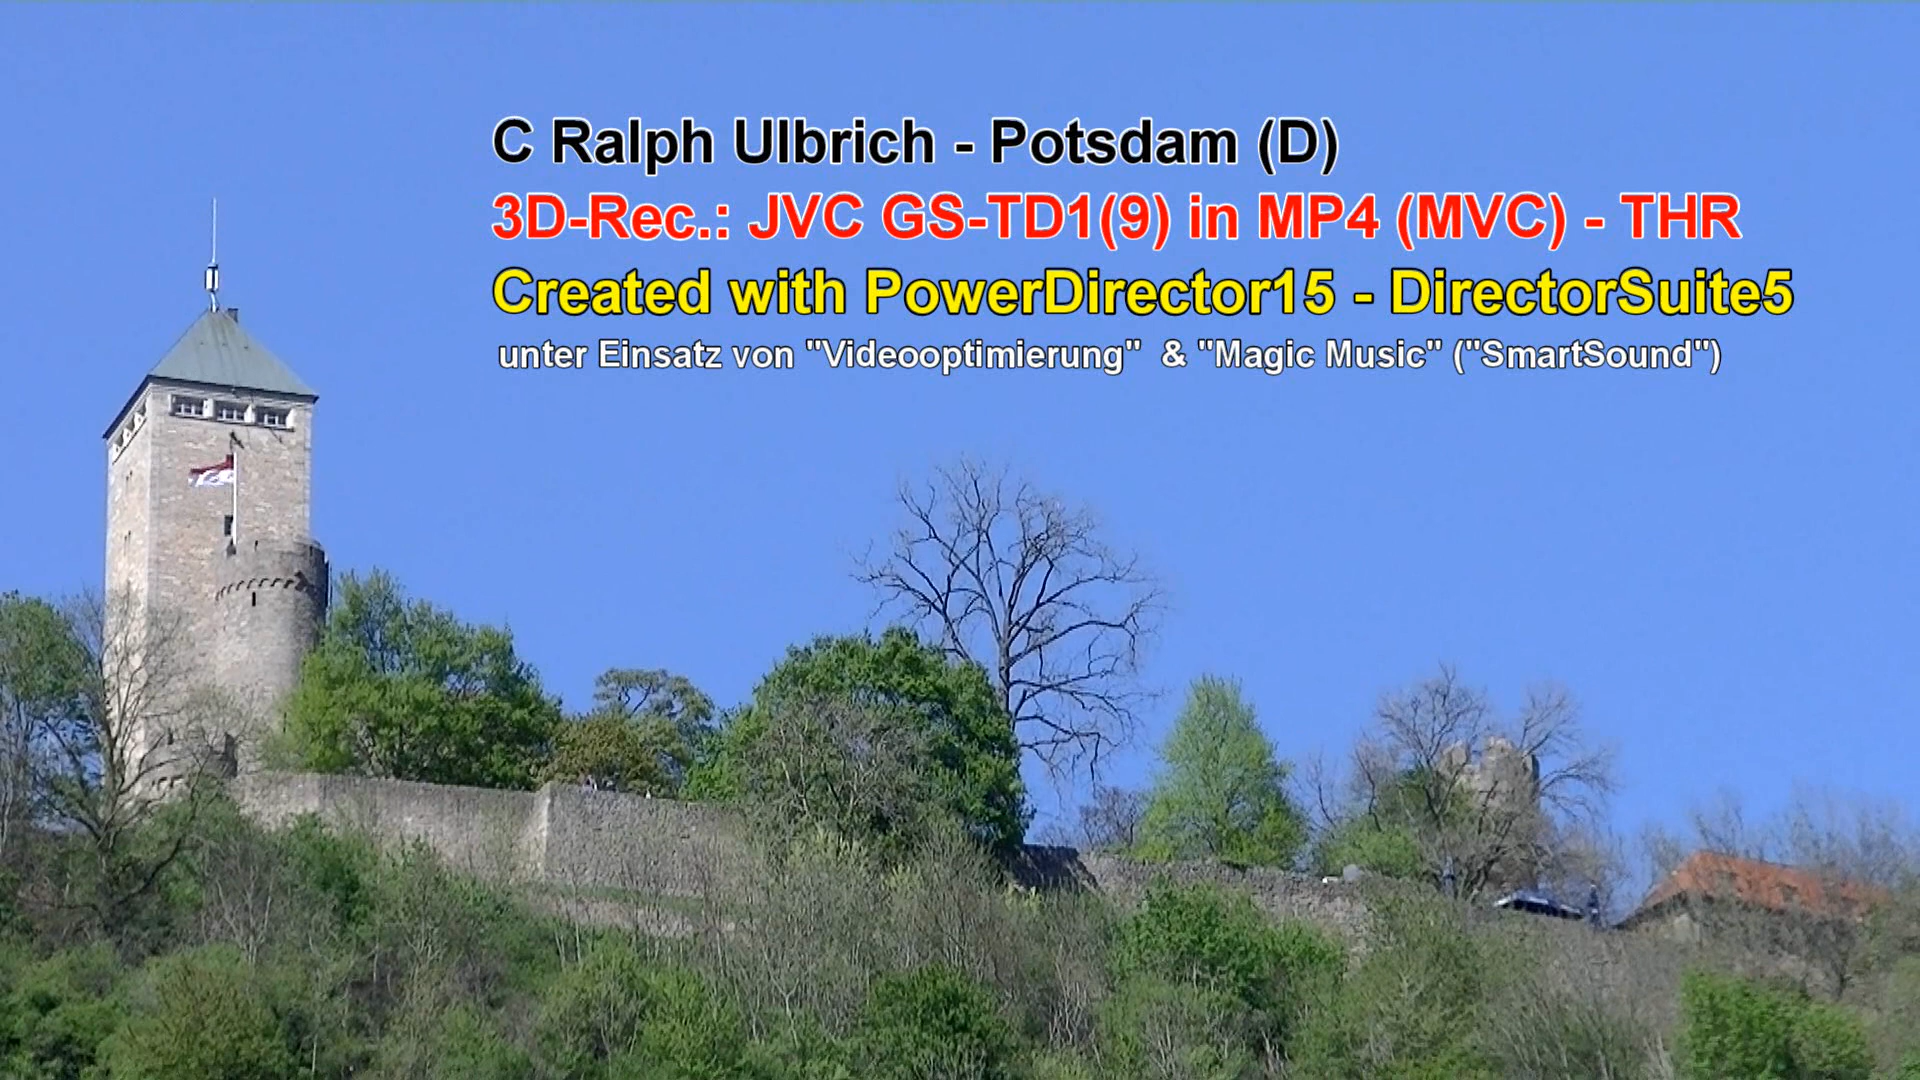 C Ralph Ulbrich - Potsdam (D)
3D-Rec.: JVC GS-TD1(9) in MP4 (MVC) - THR
Created with PowerDirector15 - DirectorSuite5
unter Einsatz von "Videooptimierung" & "Magic Music" ("SmartSound")